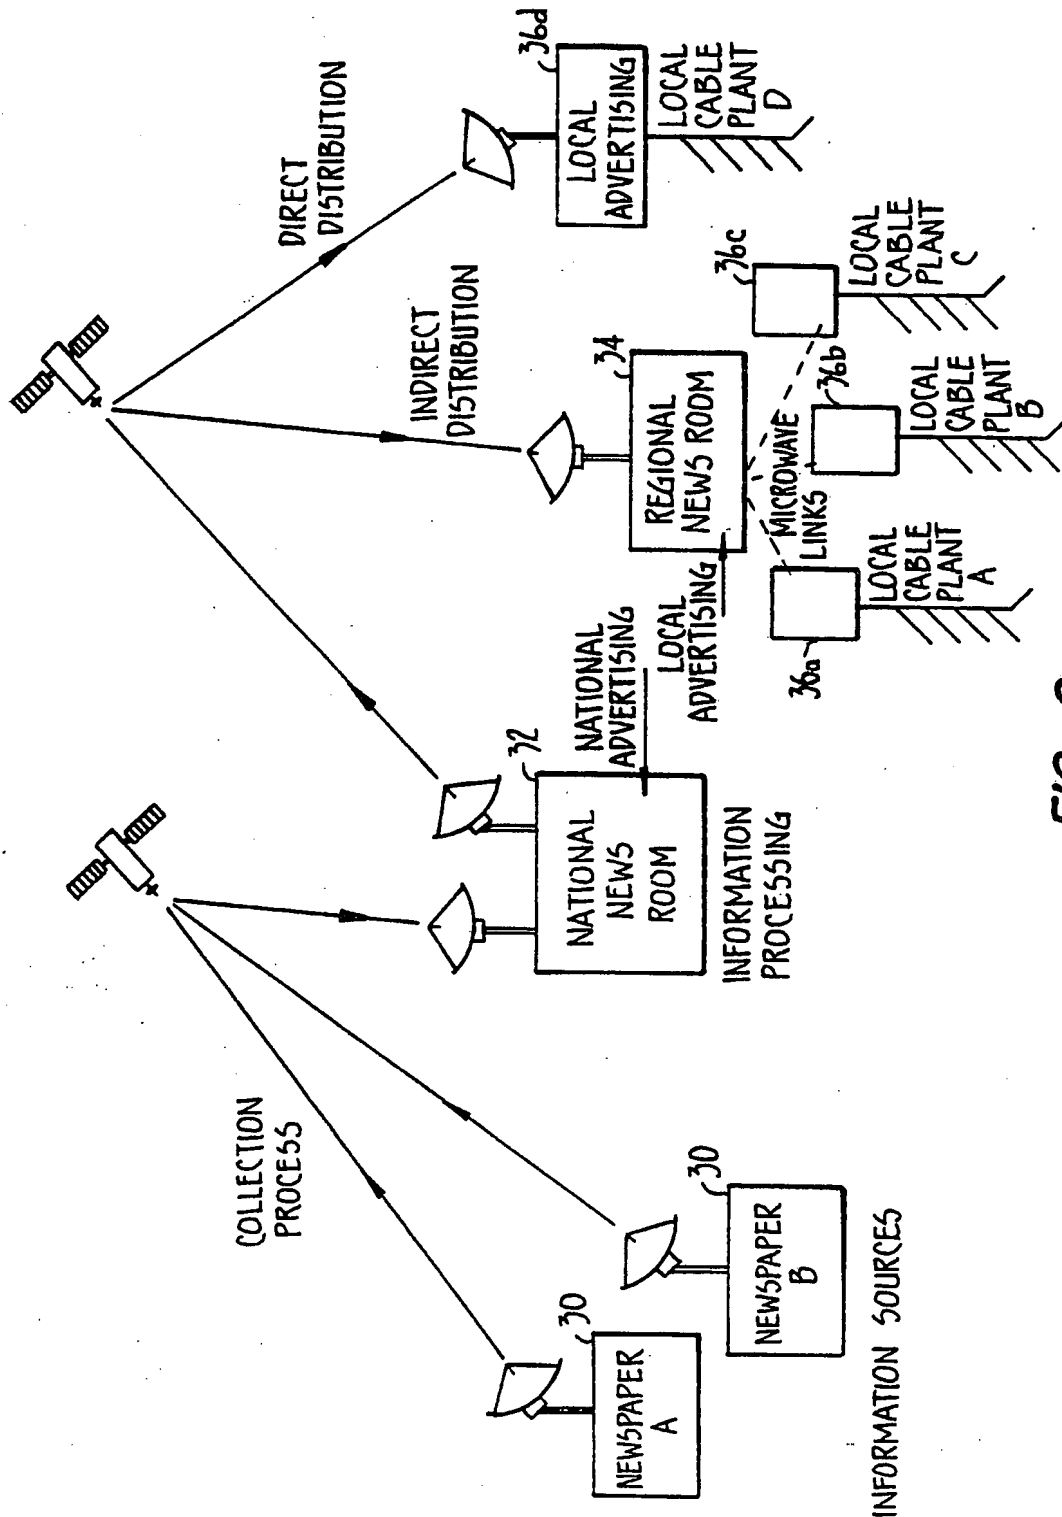 COLLECTION
PROCESS
DIRECT
DISTRIBUTION
INDIRECT
DISTRIBUTION
30
NEWSPAPER
A
30
NEWSPAPER
B
INFORMATION SOURCES
32
NATIONAL
NEWS
ROOM
INFORMATION
PROCESSING
NATIONAL
ADVERTISING
LOCAL
ADVERTISING
34
REGIONAL
NEWS ROOM
MICROWAVE
LINKS
36a
LOCAL
CABLE
PLANT
A
36b
LOCAL
CABLE
PLANT
B
36c
LOCAL
CABLE
PLANT
C
36d
LOCAL
ADVERTISING
LOCAL
CABLE
PLANT
D